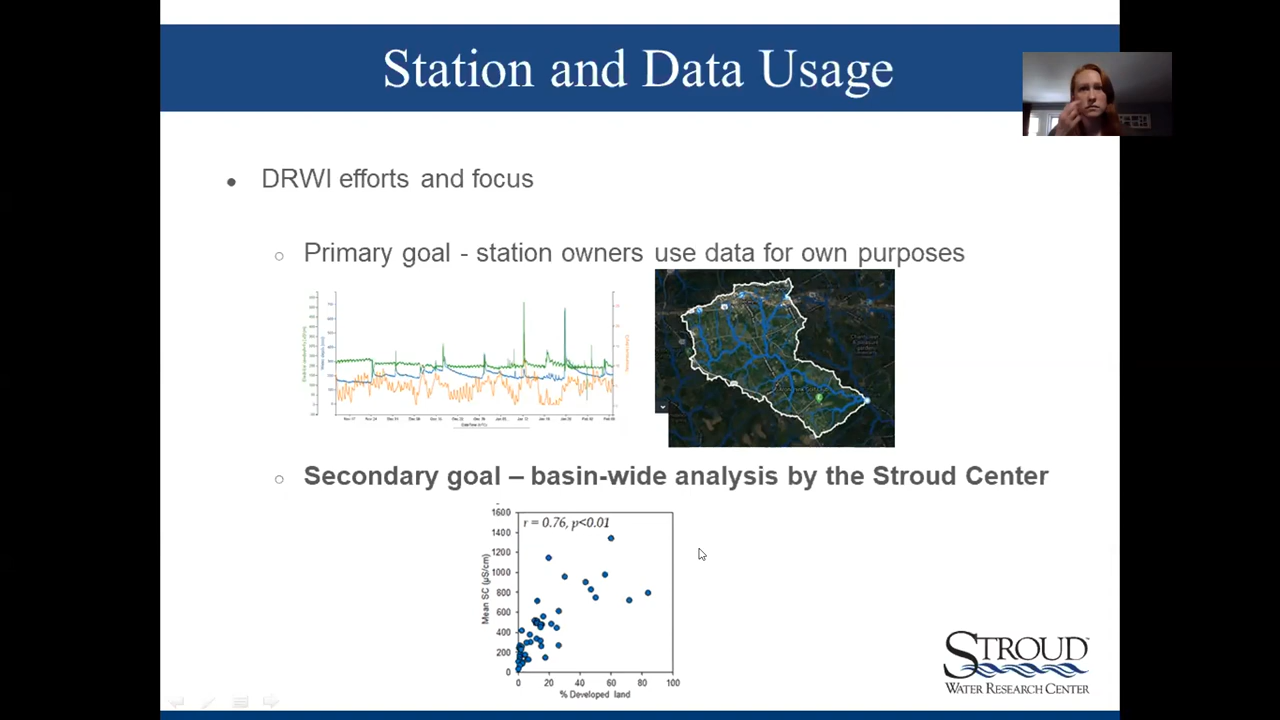 Station and Data Usage
DRWI efforts and focus
Primary goal - station owners use data for own purposes
Secondary goal – basin-wide analysis by the Stroud Center
1600
1400
1200
1000
800
600
400
200
0
r = 0.76, p<0.01
Mean SC (µS/cm)
0 20 40 60 80 100
% Developed land
STROUD
WATER RESEARCH CENTER